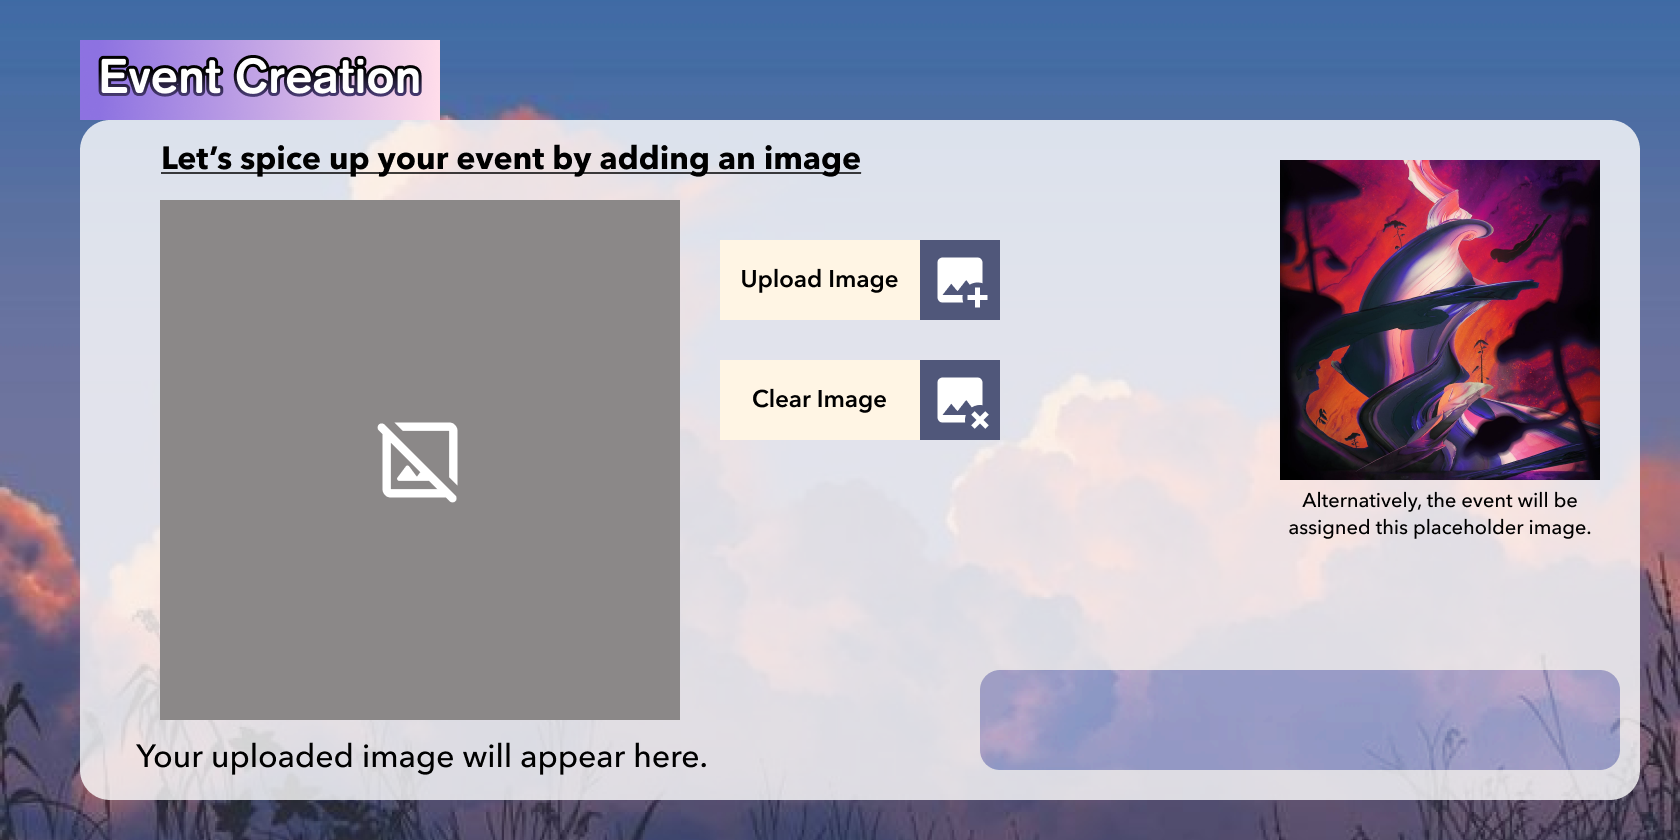 Event Creation
Let’s spice up your event by adding an image
Upload Image
Clear Image
Alternatively, the event will be
assigned this placeholder image.
Your uploaded image will appear here.